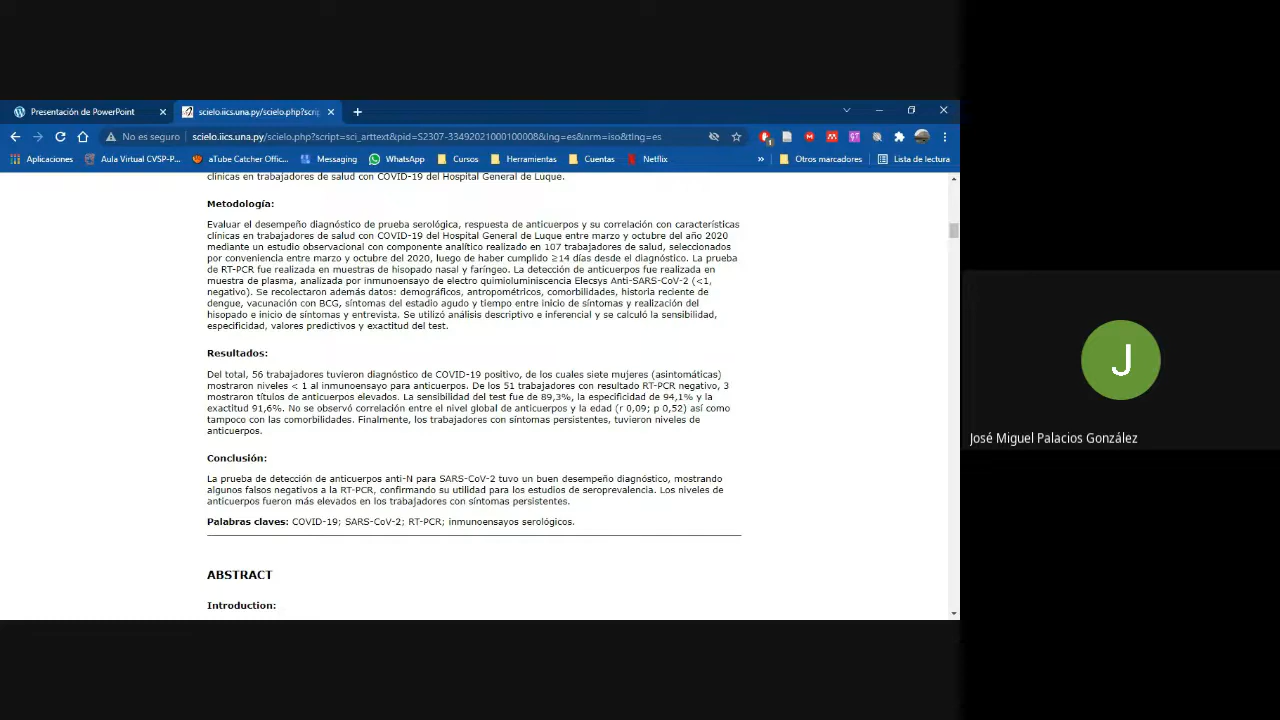 Presentación de PowerPoint
scielo.iics.una.py/scielo.php?scrip
No es seguro
scielo.iics.una.py/scielo.php?script=sci_arttext&pid=S2307-33492021000100008&lng=es&nrm=iso&tlng=es
Aplicaciones
Aula Virtual CVSP-P...
aTube Catcher Offic...
Messaging
WhatsApp
Cursos
Herramientas
Cuentas
Netflix
»
Otros marcadores
Lista de lectura
clínicas en trabajadores de salud con COVID-19 del Hospital General de Luque.
Metodología:
Evaluar el desempeño diagnóstico de prueba serológica, respuesta de anticuerpos y su correlación con características
clínicas en trabajadores de salud con COVID-19 del Hospital General de Luque entre marzo y octubre del año 2020
mediante un estudio observacional con componente analítico realizado en 107 trabajadores de salud, seleccionados
por conveniencia entre marzo y octubre del 2020, luego de haber cumplido ≥14 días desde el diagnóstico. La prueba
de RT-PCR fue realizada en muestras de hisopado nasal y faríngeo. La detección de anticuerpos fue realizada en
muestra de plasma, analizada por inmunoensayo de electro quimioluminiscencia Elecsys Anti-SARS-CoV-2 (<1,
negativo). Se recolectaron además datos: demográficos, antropométricos, comorbilidades, historia reciente de
dengue, vacunación con BCG, síntomas del estadio agudo y tiempo entre inicio de síntomas y realización del
hisopado e inicio de síntomas y entrevista. Se utilizó análisis descriptivo e inferencial y se calculó la sensibilidad,
especificidad, valores predictivos y exactitud del test.
Resultados:
Del total, 56 trabajadores tuvieron diagnóstico de COVID-19 positivo, de los cuales siete mujeres (asintomáticas)
mostraron niveles < 1 al inmunoensayo para anticuerpos. De los 51 trabajadores con resultado RT-PCR negativo, 3
mostraron títulos de anticuerpos elevados. La sensibilidad del test fue de 89,3%, la especificidad de 94,1% y la
exactitud 91,6%. No se observó correlación entre el nivel global de anticuerpos y la edad (r 0,09; p 0,52) así como
tampoco con las comorbilidades. Finalmente, los trabajadores con síntomas persistentes, tuvieron niveles de
anticuerpos.
Conclusión:
La prueba de detección de anticuerpos anti-N para SARS-CoV-2 tuvo un buen desempeño diagnóstico, mostrando
algunos falsos negativos a la RT-PCR, confirmando su utilidad para los estudios de seroprevalencia. Los niveles de
anticuerpos fueron más elevados en los trabajadores con síntomas persistentes.
Palabras claves: COVID-19; SARS-CoV-2; RT-PCR; inmunoensayos serológicos.
ABSTRACT
Introduction:
J
José Miguel Palacios González